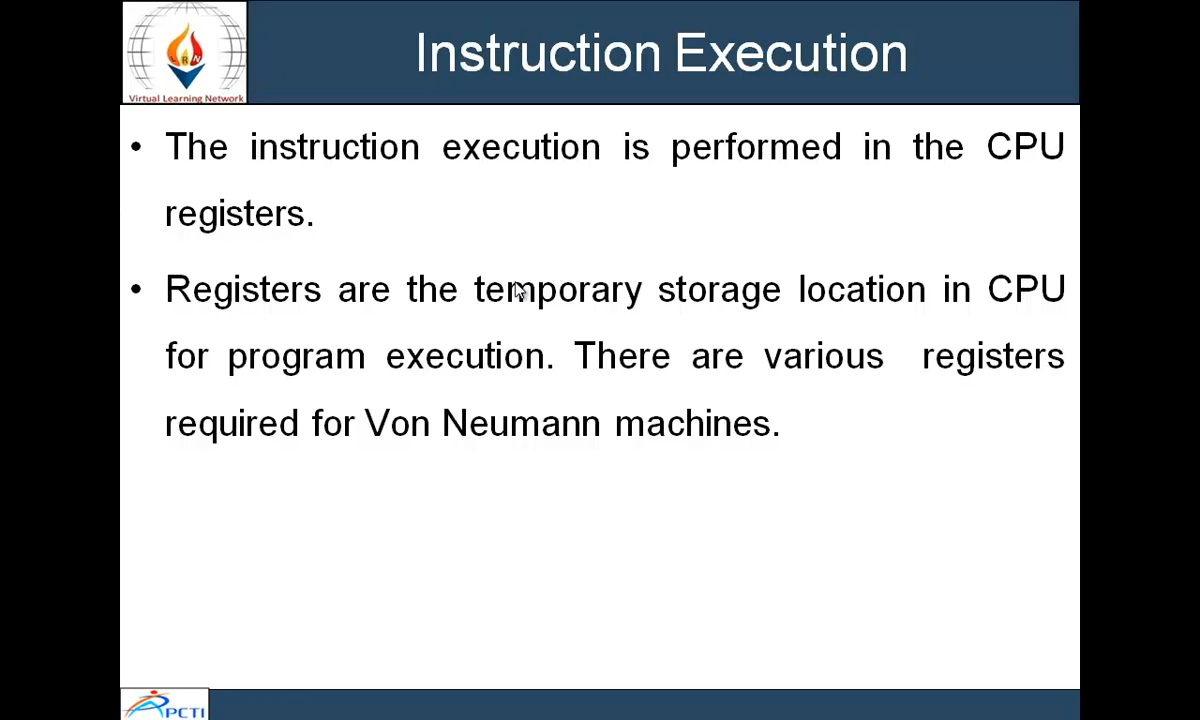 LRN
Virtual Learning Network
Instruction Execution
• The instruction execution is performed in the CPU
registers.
• Registers are the temporary storage location in CPU
for program execution. There are various registers
required for Von Neumann machines.
PCTI